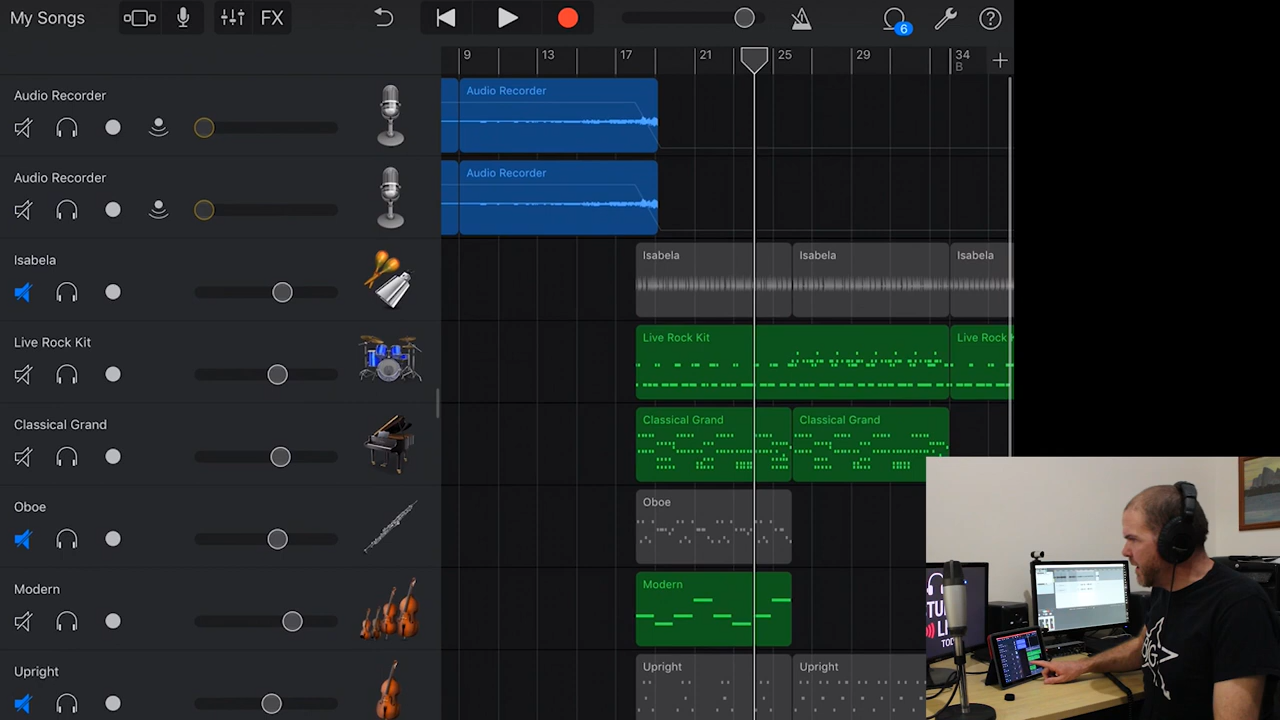 My Songs
FX
6
9
13
17
21
25
29
34
B
Audio Recorder
Audio Recorder
Audio Recorder
Audio Recorder
Isabela
Isabela
Isabela
Isabela
Live Rock Kit
Live Rock Kit
Live Rock
Classical Grand
Classical Grand
Classical Grand
Oboe
Oboe
Modern
Modern
Upright
Upright
Upright